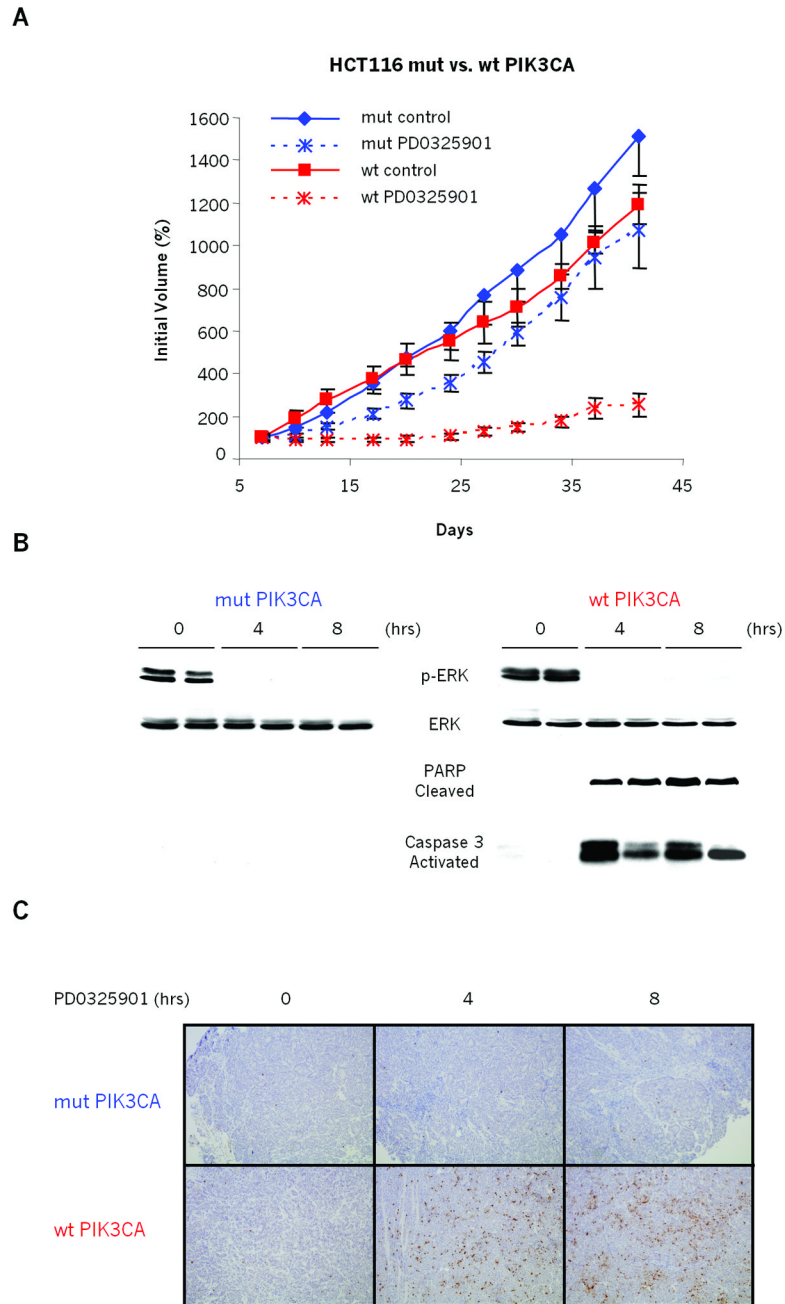 A
HCT116 mut vs. wt PIK3CA
1600
1400
1200
1000
800
600
400
200
0
Initial Volume (%)
mut control
mut PD0325901
wt control
wt PD0325901
5 15 25 35 45
Days
B
mut PIK3CA wt PIK3CA
0 4 8 (hrs) 0 4 8 (hrs)
p-ERK
ERK
PARP
Cleaved
Caspase 3
Activated
C
PD0325901 (hrs) 0 4 8
mut PIK3CA
wt PIK3CA